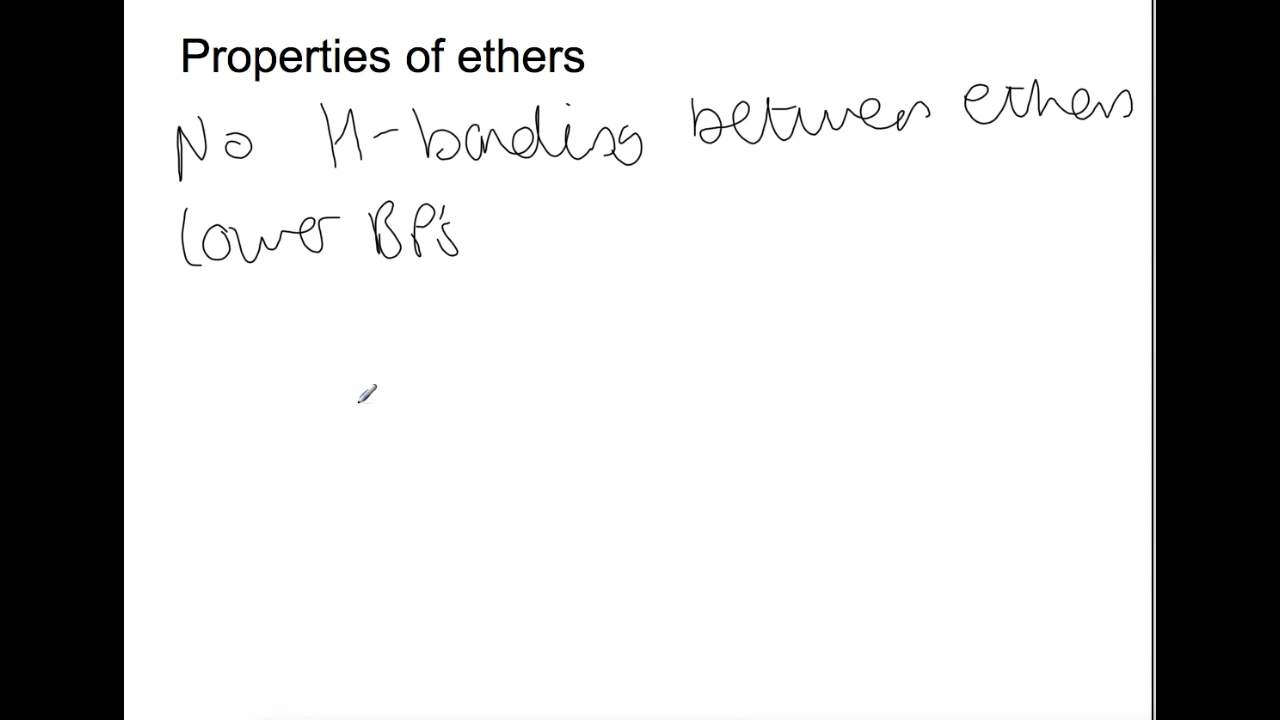 Properties of ethers
No H-bonding between ethers
Lower BP's